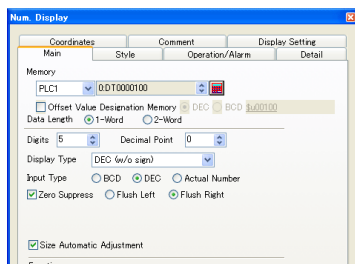 Num. Display
Coordinates Comment Display Setting
Main Style Operation/Alarm Detail
Memory
PLC1 0:DT0000100
Offset Value Designation Memory DEC BCD $u00100
Data Length 1-Word 2-Word
Digits 5 Decimal Point 0
Display Type DEC (w/o sign)
Input Type BCD DEC Actual Number
Zero Suppress Flush Left Flush Right
Size Automatic Adjustment